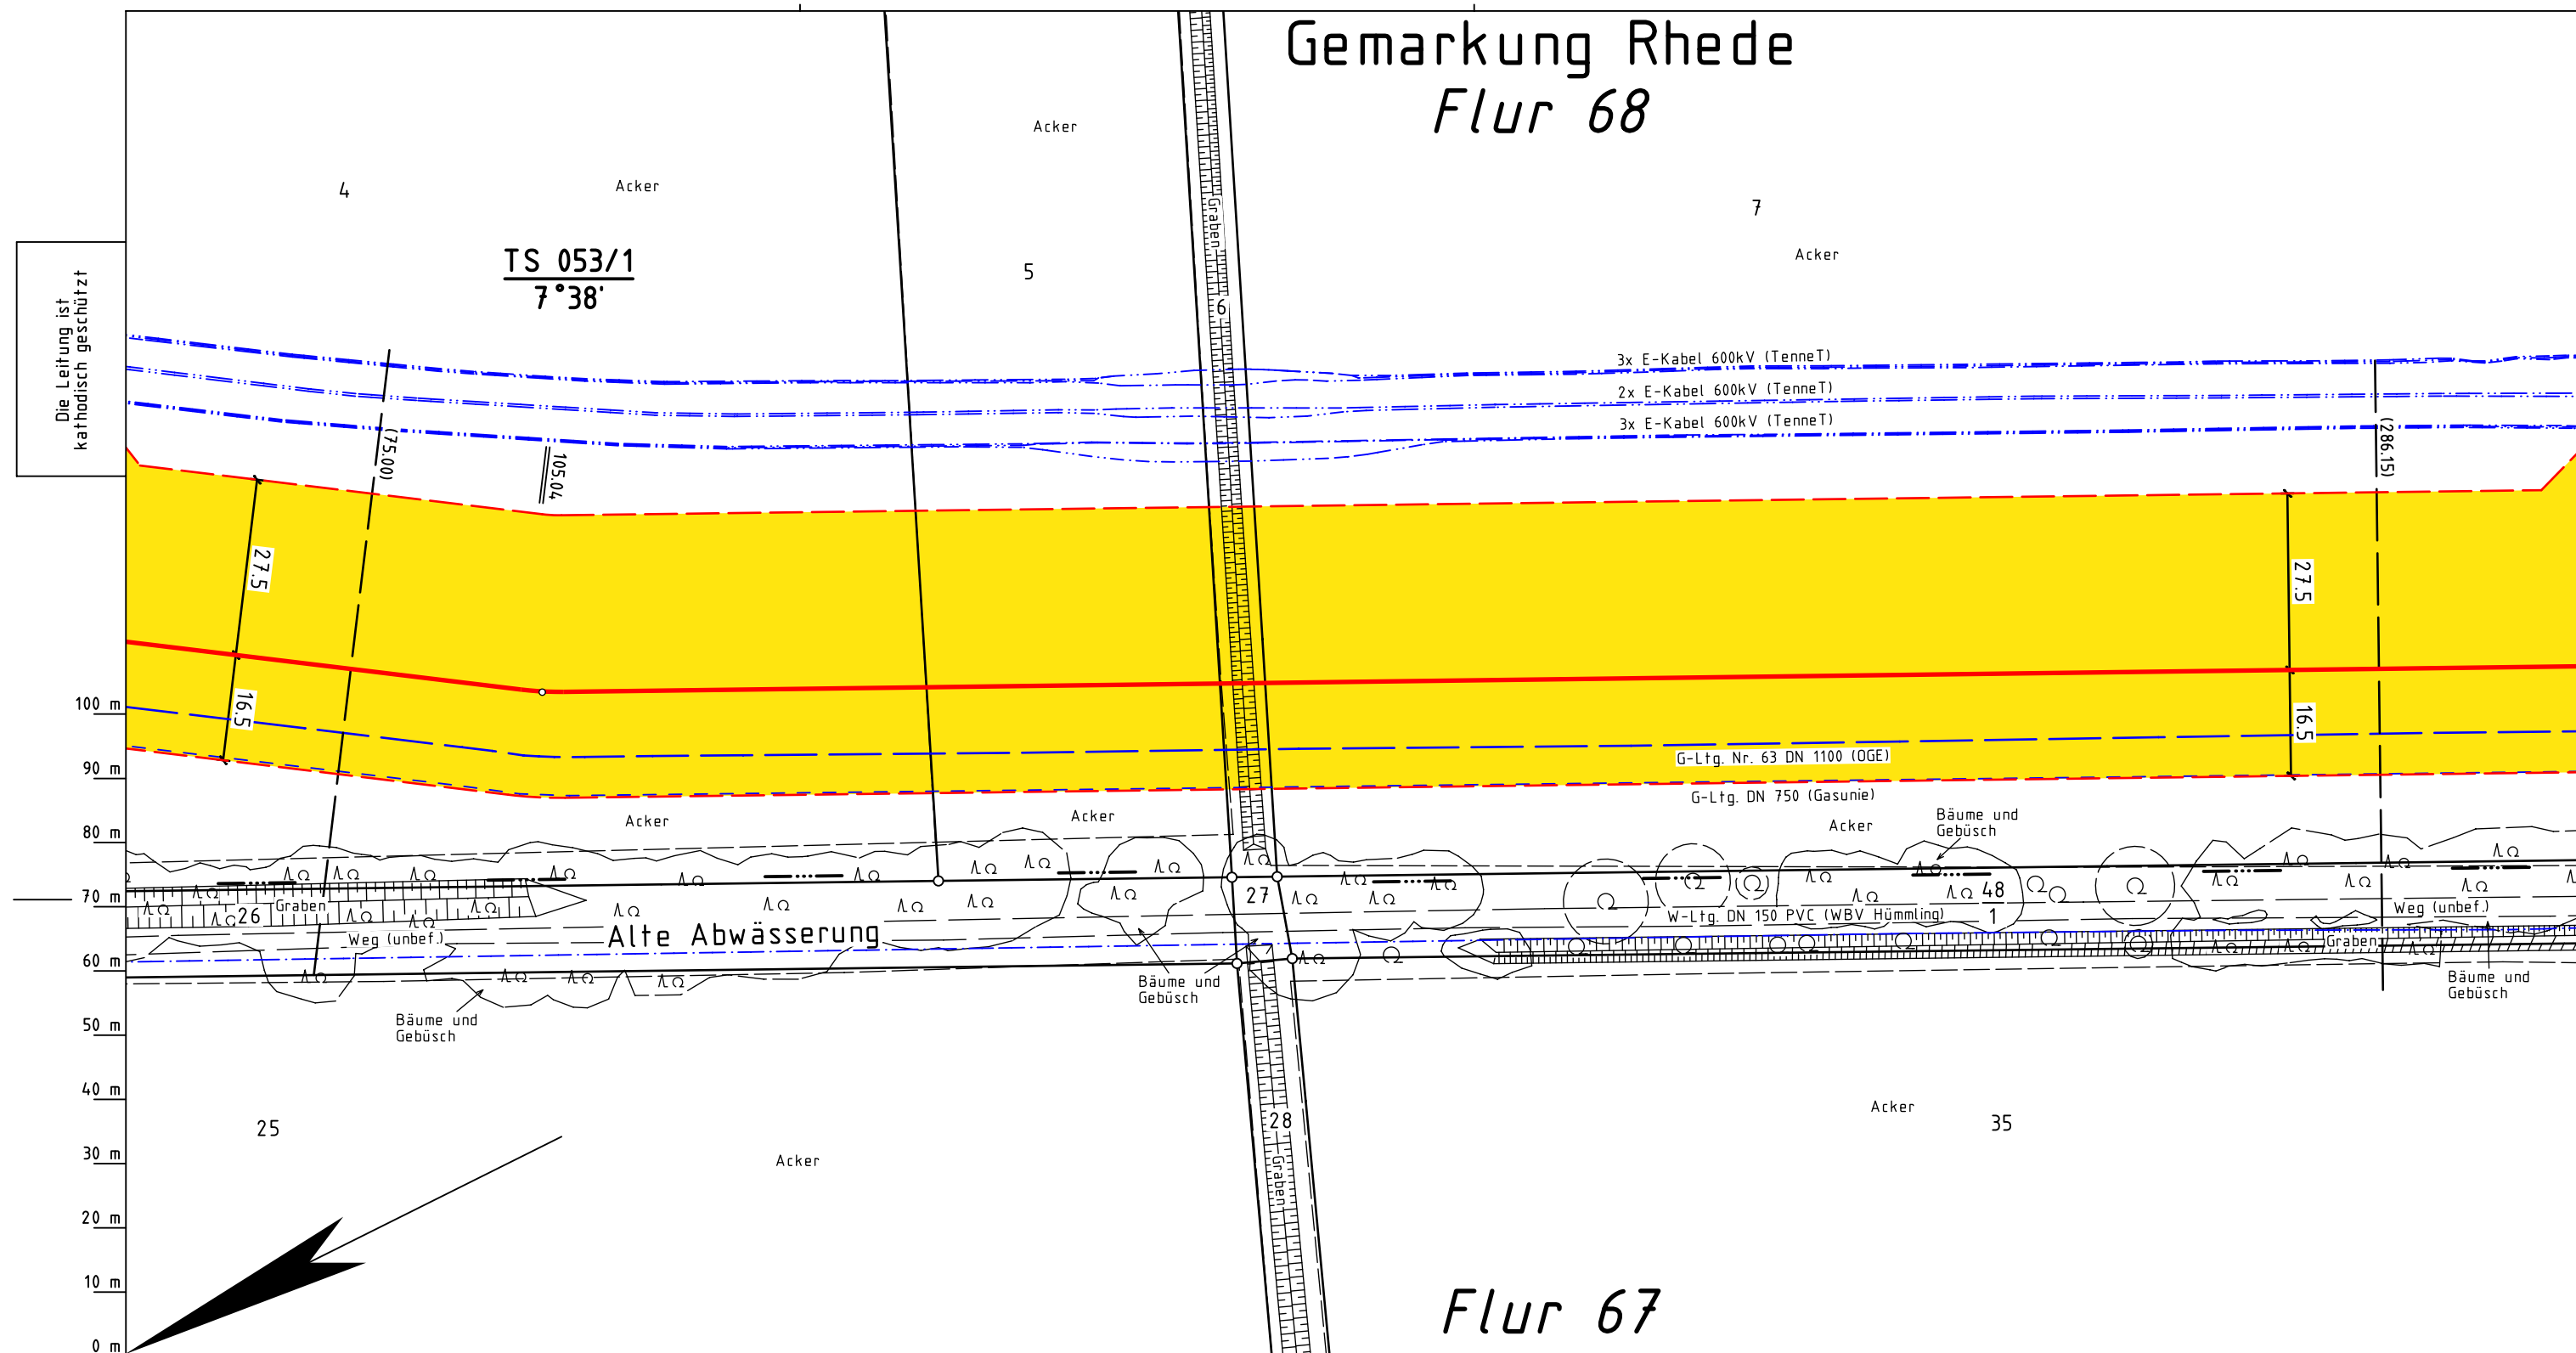 Gemarkung Rhede
Flur 68
Acker
4
Acker
7
Graben
Acker
TS 053/1
7°38'
5
Die Leitung ist
kathodisch geschützt
6
3x E-Kabel 600kV (TenneT)
2x E-Kabel 600kV (TenneT)
3x E-Kabel 600kV (TenneT)
(75.00)
105.04
(286.15)
27.5
27.5
16.5
16.5
100 m
G-Ltg. Nr. 63 DN 1100 (OGE)
90 m
G-Ltg. DN 750 (Gasunie)
80 m
Acker
Acker
Acker
Bäume und
Gebüsch
70 m
26
Graben
27
48
1
W-Ltg. DN 150 PVC (WBV Hümmling)
Weg (unbef.)
Weg (unbef.)
Alte Abwässerung
Graben
60 m
Bäume und
Gebüsch
Bäume und
Gebüsch
Bäume und
Gebüsch
50 m
40 m
25
28
Acker
35
30 m
Acker
Graben
20 m
10 m
Flur 67
0 m